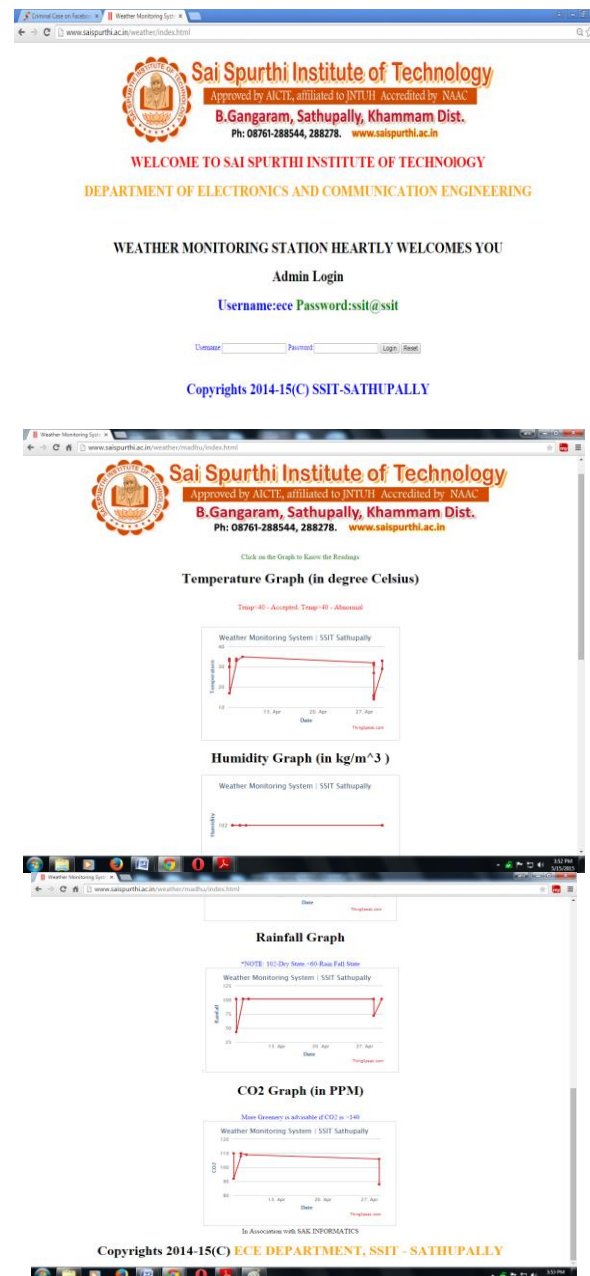 Criminal Case on Facebo
Weather Monitoring Syst
www.saispurthi.ac.in/weather/index.html
Sai Spurthi Institute of Technology
Approved by AICTE, affiliated to JNTUH Accredited by NAAC
B.Gangaram, Sathupally, Khammam Dist.
Ph: 08761-288544, 288278. www.saispurthi.ac.in
WELCOME TO SAI SPURTHI INSTITUTE OF TECHNOlOGY
DEPARTMENT OF ELECTRONICS AND COMMUNICATION ENGINEERING
WEATHER MONITORING STATION HEARTLY WELCOMES YOU
Admin Login
Username:ece Password:ssit@ssit
Username: Password: Login Reset
Copyrights 2014-15(C) SSIT-SATHUPALLY
Weather Monitoring Syst
www.saispurthi.ac.in/weather/madhu/index.html
Sai Spurthi Institute of Technology
Approved by AICTE, affiliated to JNTUH Accredited by NAAC
B.Gangaram, Sathupally, Khammam Dist.
Ph: 08761-288544, 288278. www.saispurthi.ac.in
Click on the Graph to Know the Readings
Temperature Graph (in degree Celsius)
Temp<40 - Accepted. Temp>40 - Abnormal
Weather Monitoring System | SSIT Sathupally
40
30
20
10
Temperature
13. Apr 20. Apr 27. Apr
Date
ThingSpeak.com
Humidity Graph (in kg/m^3 )
Weather Monitoring System | SSIT Sathupally
Humidity
102
3:52 PM
5/15/2015
Weather Monitoring Syst
www.saispurthi.ac.in/weather/madhu/index.html
Date
ThingSpeak.com
Rainfall Graph
*NOTE: 102-Dry State <60-Rain Fall State
Weather Monitoring System | SSIT Sathupally
125
100
75
50
25
Rainfall
13. Apr 20. Apr 27. Apr
Date
ThingSpeak.com
CO2 Graph (in PPM)
More Greenery is advisable if CO2 is >140
Weather Monitoring System | SSIT Sathupally
120
110
100
90
80
CO2
13. Apr 20. Apr 27. Apr
Date
ThingSpeak.com
In Association with SAK INFORMATICS
Copyrights 2014-15(C) ECE DEPARTMENT, SSIT - SATHUPALLY
3:53 PM